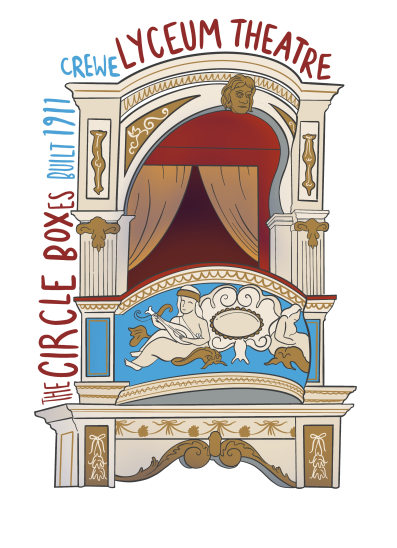 CREWE LYCEUM THEATRE
BUILT 1911
THE CIRCLE BOXES